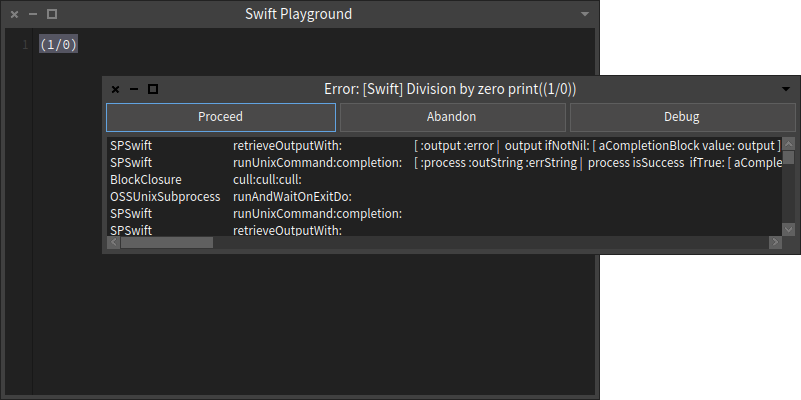 Swift Playground
1 (1/0)
Error: [Swift] Division by zero print((1/0))
Proceed Abandon Debug
SPSwift retrieveOutputWith: [ :output :error | output ifNotNil: [ aCompletionBlock value: output ]
SPSwift runUnixCommand:completion: [ :process :outString :errString | process isSuccess ifTrue: [ aComple
BlockClosure cull:cull:cull:
OSSUnixSubprocess runAndWaitOnExitDo:
SPSwift runUnixCommand:completion:
SPSwift retrieveOutputWith: